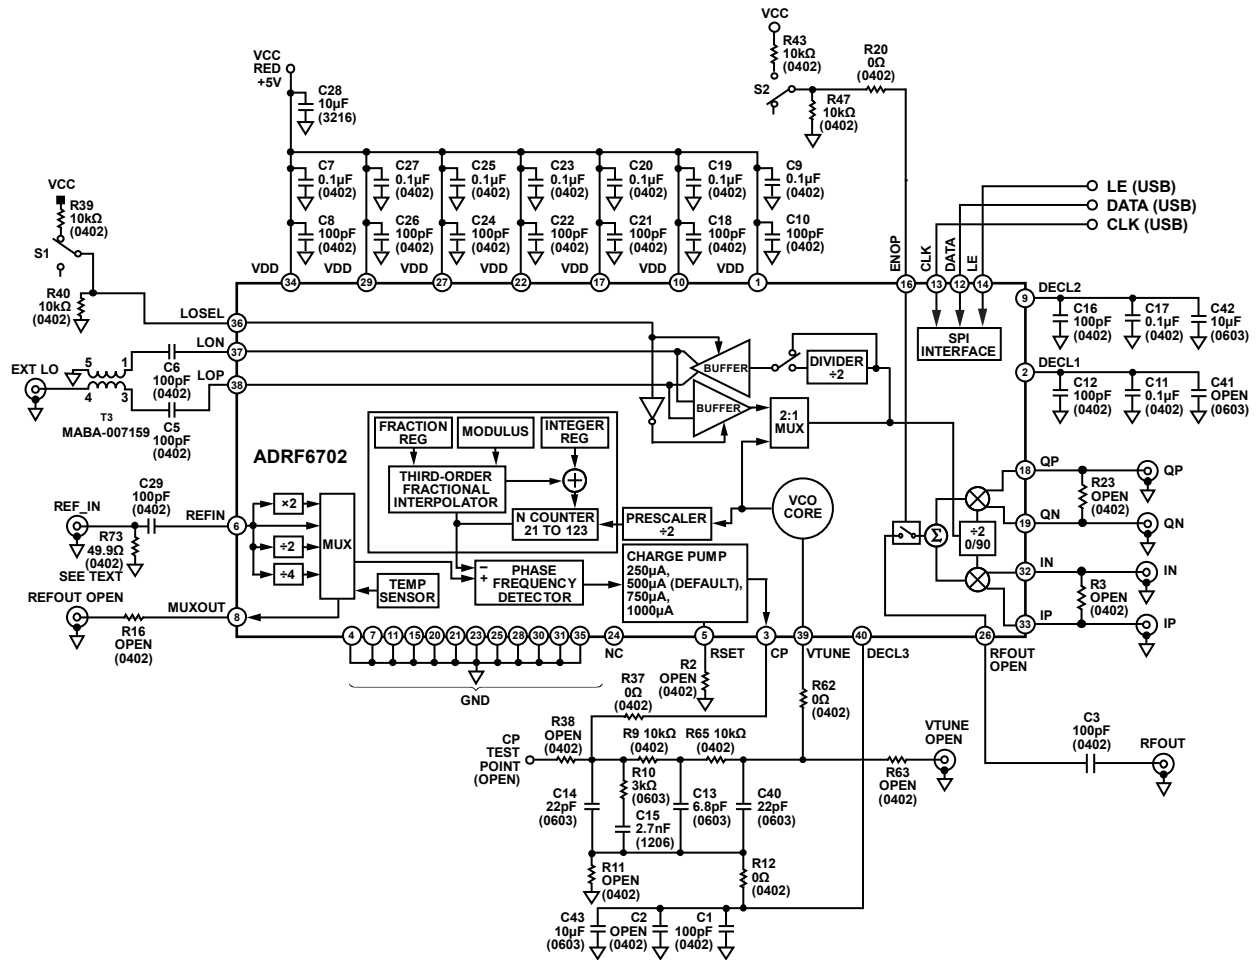 VCC
RED
+5V
C28
10µF
(3216)
VCC
R43
10kΩ
(0402)
S2
R47
10kΩ
(0402)
R20
0Ω
(0402)
C7
0.1µF
(0402)
C27
0.1µF
(0402)
C25
0.1µF
(0402)
C23
0.1µF
(0402)
C20
0.1µF
(0402)
C19
0.1µF
(0402)
C9
0.1µF
(0402)
C8
100pF
(0402)
C26
100pF
(0402)
C24
100pF
(0402)
C22
100pF
(0402)
C21
100pF
(0402)
C18
100pF
(0402)
C10
100pF
(0402)
VDD
34
VDD
29
VDD
27
VDD
22
VDD
17
VDD
10
VDD
1
ENOP
16
CLK
13
DATA
12
LE
14
LE (USB)
DATA (USB)
CLK (USB)
SPI
INTERFACE
VCC
R39
10kΩ
(0402)
S1
R40
10kΩ
(0402)
LOSEL
36
LON
37
LOP
38
EXT LO
5
1
4
3
T3
MABA-007159
C6
100pF
(0402)
C5
100pF
(0402)
9
DECL2
C16
100pF
(0402)
C17
0.1µF
(0402)
C42
10µF
(0603)
2
DECL1
C12
100pF
(0402)
C11
0.1µF
(0402)
C41
OPEN
(0603)
BUFFER
DIVIDER
÷2
BUFFER
2:1
MUX
ADRF6702
FRACTION
REG
MODULUS
INTEGER
REG
THIRD-ORDER
FRACTIONAL
INTERPOLATOR
+
N COUNTER
21 TO 123
PRESCALER
÷2
VCO
CORE
REF_IN
C29
100pF
(0402)
R73
49.9Ω
(0402)
SEE TEXT
REFIN
6
×2
÷2
÷4
MUX
TEMP
SENSOR
−
+
PHASE
FREQUENCY
DETECTOR
CHARGE PUMP
250µA,
500µA (DEFAULT),
750µA,
1000µA
Σ
÷2
0/90
18
QP
QP
R23
OPEN
(0402)
19
QN
QN
32
IN
IN
R3
OPEN
(0402)
33
IP
IP
REFOUT OPEN
R16
OPEN
(0402)
MUXOUT
8
4
7
11
15
20
21
23
25
28
30
31
35
GND
24
NC
5
RSET
3
CP
39
VTUNE
40
DECL3
26
RFOUT
OPEN
R2
OPEN
(0402)
R37
0Ω
(0402)
R62
0Ω
(0402)
CP
TEST
POINT
(OPEN)
R38
OPEN
(0402)
R9 10kΩ
(0402)
R65 10kΩ
(0402)
R10
3kΩ
(0603)
C14
22pF
(0603)
C15
2.7nF
(1206)
C13
6.8pF
(0603)
C40
22pF
(0603)
R63
OPEN
(0402)
VTUNE
OPEN
C3
100pF
(0402)
RFOUT
R11
OPEN
(0402)
R12
0Ω
(0402)
C43
10µF
(0603)
C2
OPEN
(0402)
C1
100pF
(0402)